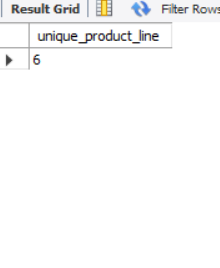 Result Grid Filter Rows
unique_product_line
6